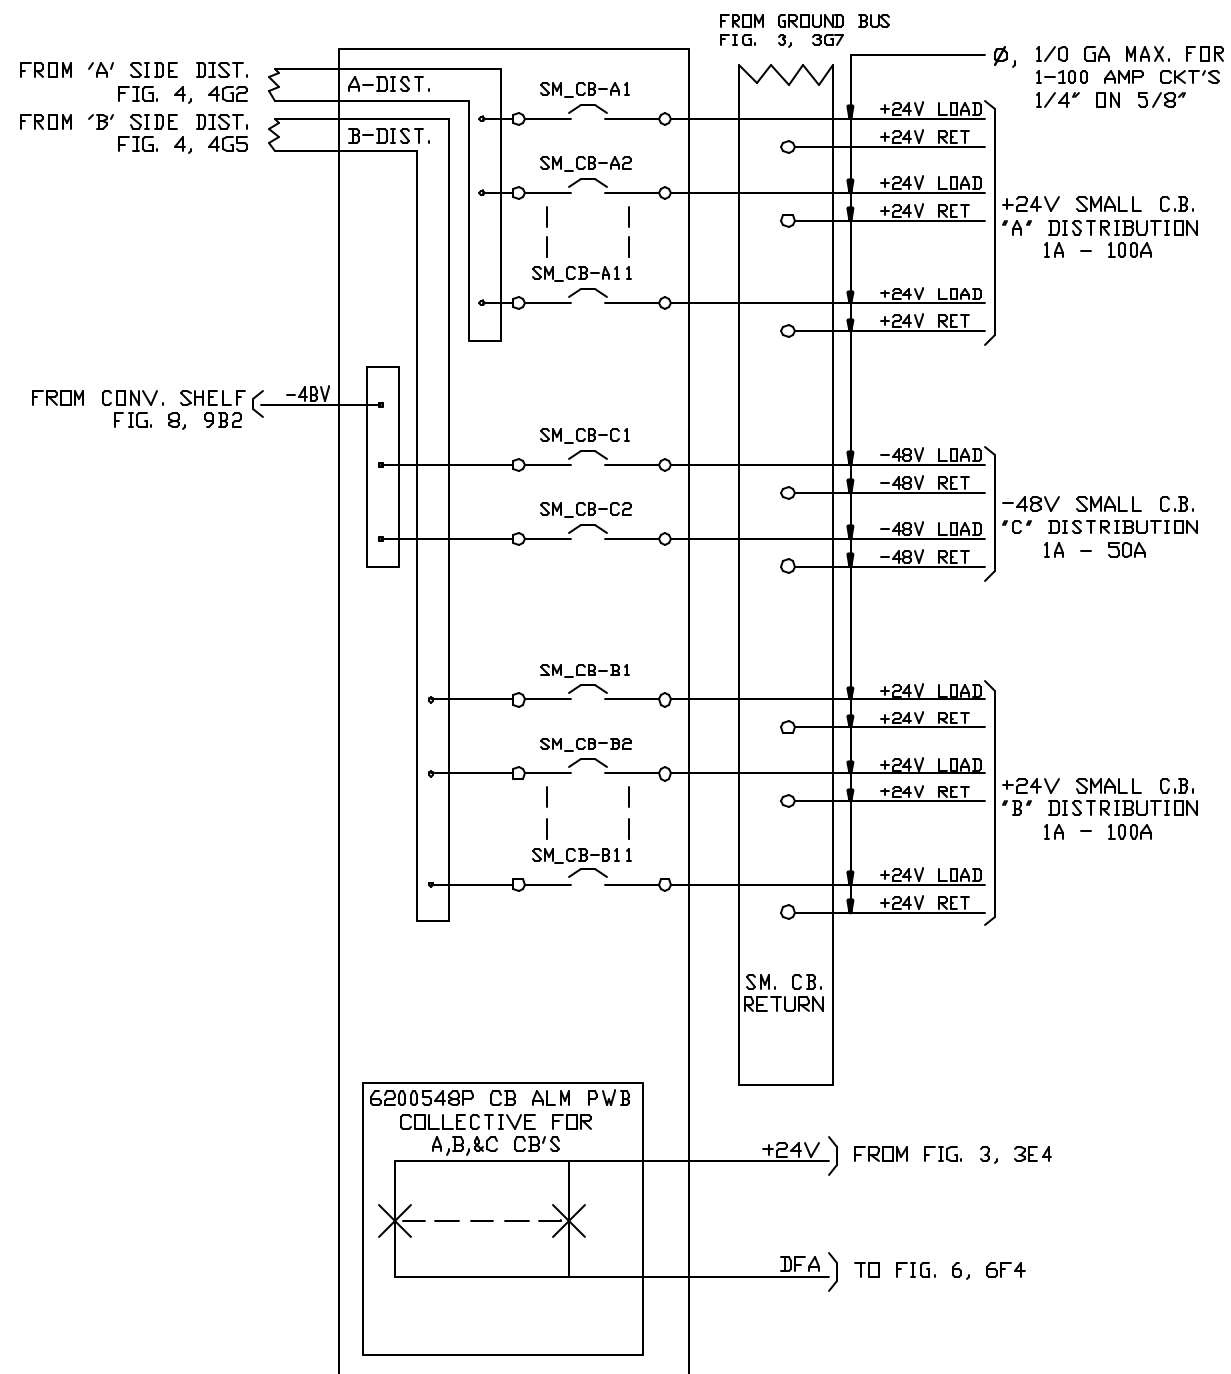 FROM GROUND BUS
FIG. 3, 3G7
Ø, 1/0 GA MAX. FOR
1-100 AMP CKT'S
1/4" ON 5/8"
FROM 'A' SIDE DIST.
FIG. 4, 4G2
FROM 'B' SIDE DIST.
FIG. 4, 4G5
A-DIST.
B-DIST.
SM_CB-A1
+24V LOAD
+24V RET
SM_CB-A2
+24V LOAD
+24V RET
SM_CB-A11
+24V LOAD
+24V RET
+24V SMALL C.B.
"A" DISTRIBUTION
1A - 100A
FROM CONV. SHELF
FIG. 8, 9B2
-48V
SM_CB-C1
-48V LOAD
-48V RET
SM_CB-C2
-48V LOAD
-48V RET
-48V SMALL C.B.
"C" DISTRIBUTION
1A - 50A
SM_CB-B1
+24V LOAD
+24V RET
SM_CB-B2
+24V LOAD
+24V RET
SM_CB-B11
+24V LOAD
+24V RET
+24V SMALL C.B.
"B" DISTRIBUTION
1A - 100A
SM. CB.
RETURN
6200548P CB ALM PWB
COLLECTIVE FOR
A,B,&C CB'S
+24V
FROM FIG. 3, 3E4
DFA
TO FIG. 6, 6F4